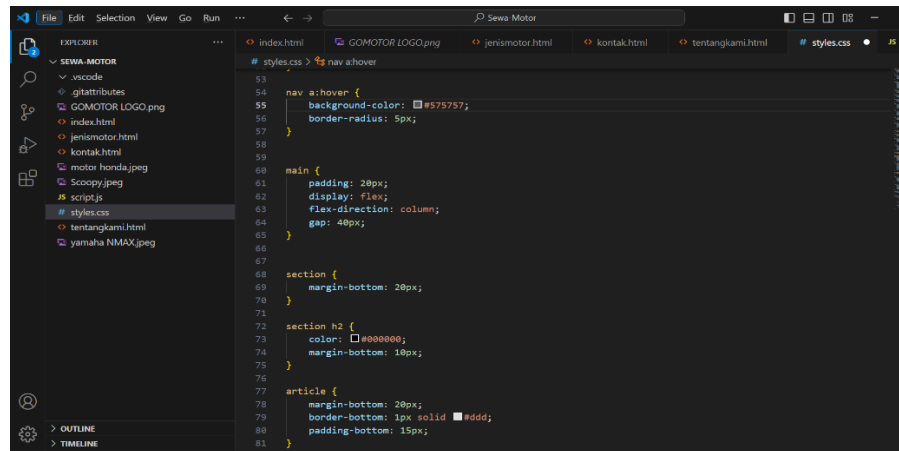 File Edit Selection View Go Run ··· ← → Sewa-Motor
EXPLORER ···
SEWA-MOTOR
.vscode
.gitattributes
GOMOTOR LOGO.png
index.html
jenismotor.html
kontak.html
motor honda.jpeg
Scoopy.jpeg
JS script.js
# styles.css
tentangkami.html
yamaha NMAX.jpeg
OUTLINE
TIMELINE
2
index.html GOMOTOR LOGO.png jenismotor.html kontak.html tentangkami.html # styles.css ● JS
# styles.css > nav a:hover
53
54 nav a:hover {
55 background-color: #575757;
56 border-radius: 5px;
57 }
58
59
60 main {
61 padding: 20px;
62 display: flex;
63 flex-direction: column;
64 gap: 40px;
65 }
66
67
68 section {
69 margin-bottom: 20px;
70 }
71
72 section h2 {
73 color: #000000;
74 margin-bottom: 10px;
75 }
76
77 article {
78 margin-bottom: 20px;
79 border-bottom: 1px solid #ddd;
80 padding-bottom: 15px;
81 }